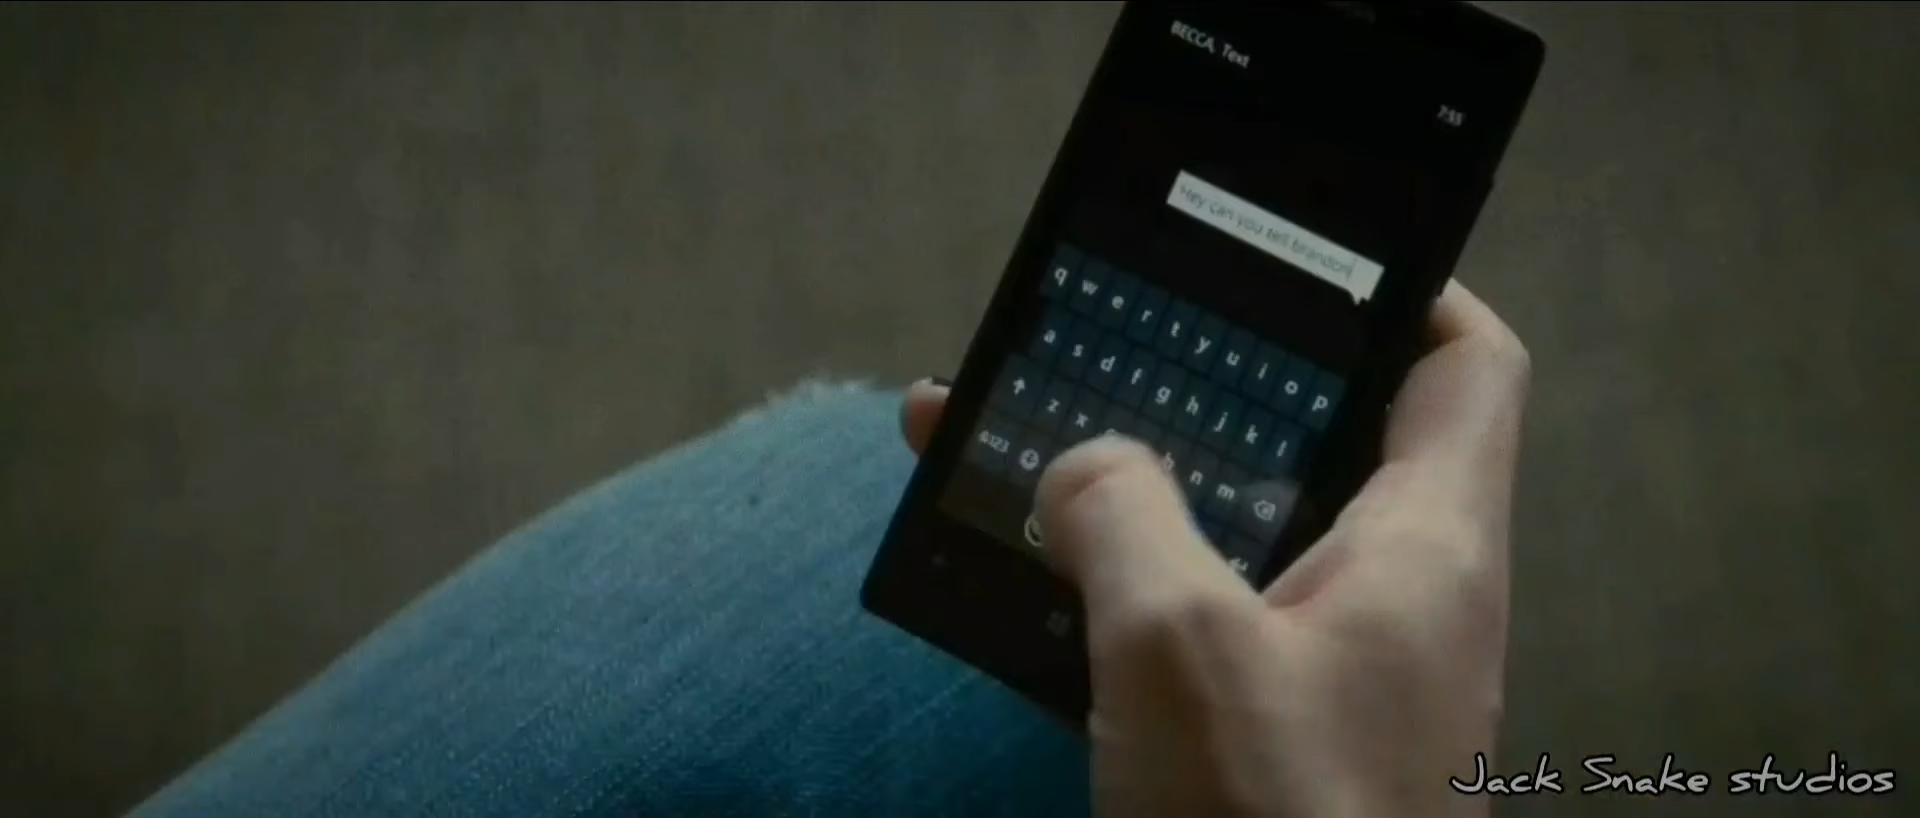 BECCA, Text
7:55
Hey can you tell brandon
q w e r t y u i o p
a s d f g h j k l
z x b n m
&123
Jack Snake studios